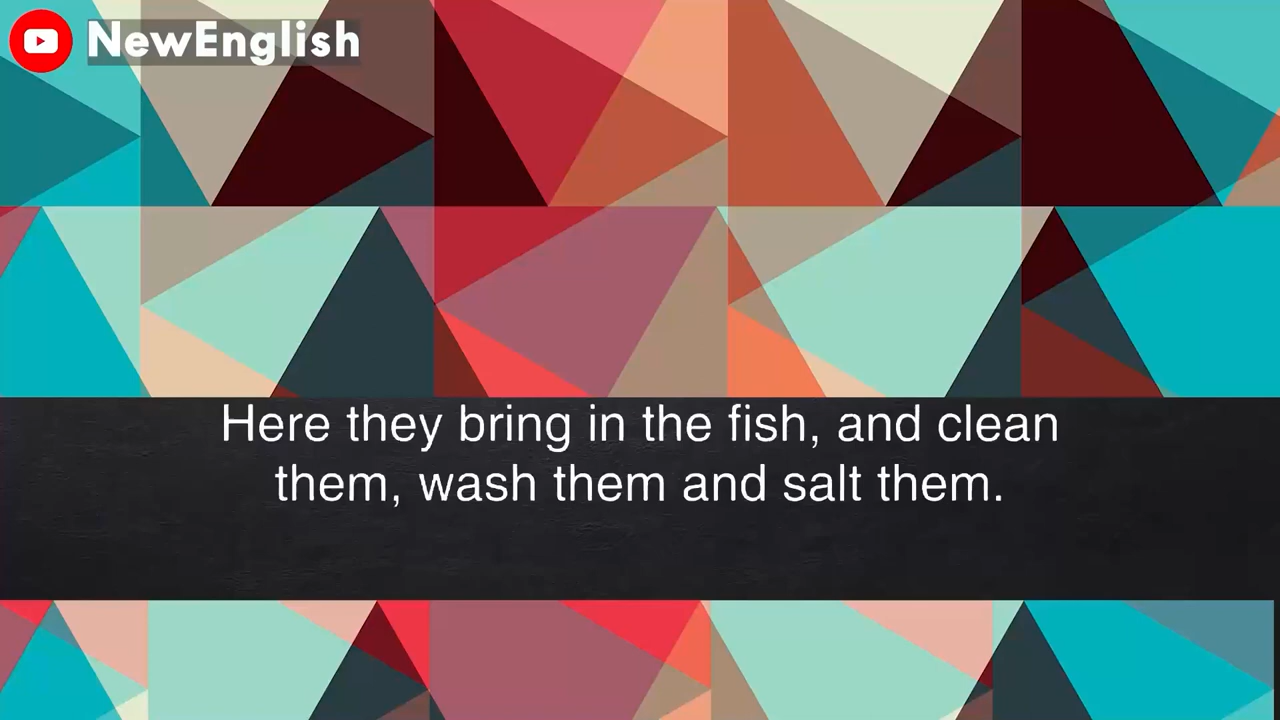 NewEnglish
Here they bring in the fish, and clean
them, wash them and salt them.